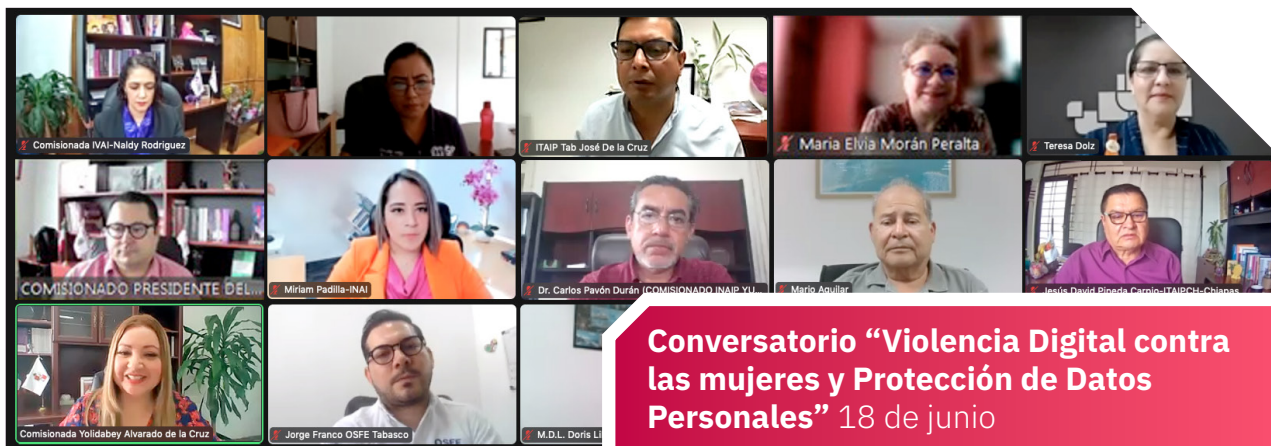 Comisionada IVAI-Naldy Rodríguez
ITAIP Tab José De la Cruz
Maria Elvia Morán Peralta
Teresa Dolz
COMISIONADO PRESIDENTE DEL...
Miriam Padilla-INAI
Dr. Carlos Pavón Durán (COMISIONADO INAIP YU...
Mario Aguilar
Jesús David Pineda Carpio-ITAIPCH-Chiapas
Comisionada Yolidabey Alvarado de la Cruz
Jorge Franco OSFE Tabasco
OSFE
M.D.L. Doris
Conversatorio “Violencia Digital contra
las mujeres y Protección de Datos
Personales” 18 de junio